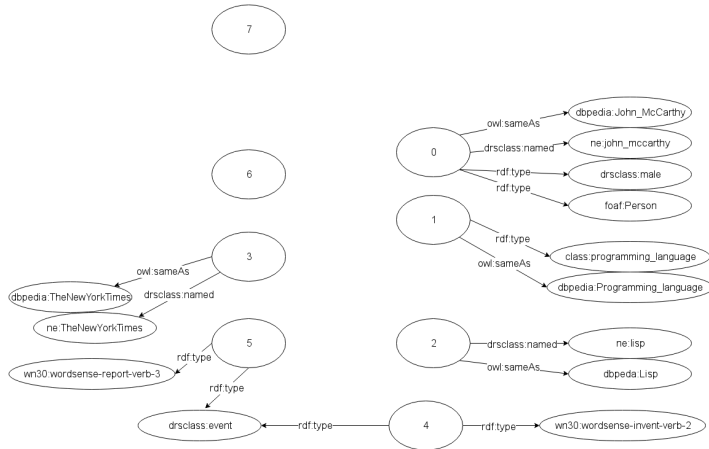 7
dbpedia:John_McCarthy
owl:sameAs
ne:john_mccarthy
drsclass:named
0
rdf:type
drsclass:male
rdf:type
foaf:Person
6
1
rdf:type
class:programming_language
owl:sameAs
dbpedia:Programming_language
3
owl:sameAs
dbpedia:TheNewYorkTimes
drsclass:named
ne:TheNewYorkTimes
2
drsclass:named
ne:lisp
owl:sameAs
dbpeda:Lisp
5
rdf:type
wn30:wordsense-report-verb-3
rdf:type
drsclass:event
rdf:type
4
rdf:type
wn30:wordsense-invent-verb-2